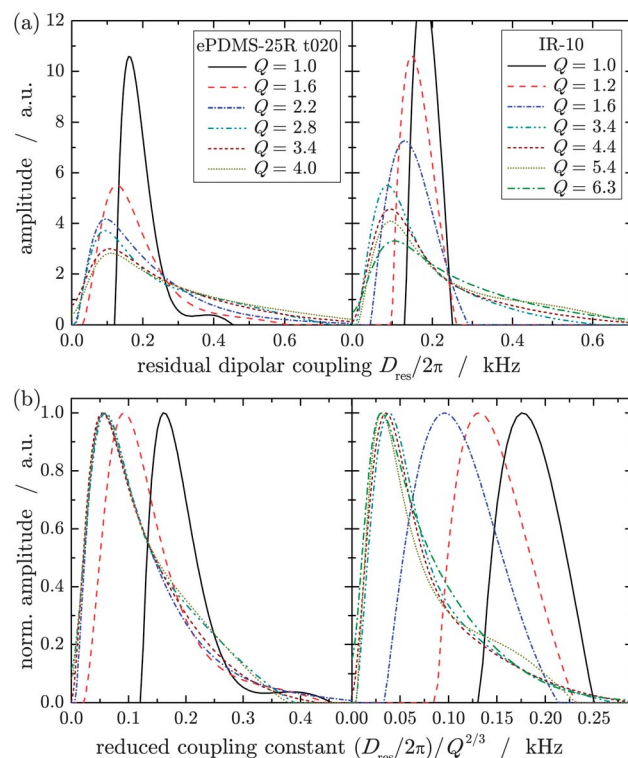 (a)
12
10
8
6
4
2
0
amplitude / a.u.
ePDMS-25R t020
Q = 1.0
Q = 1.6
Q = 2.2
Q = 2.8
Q = 3.4
Q = 4.0
IR-10
Q = 1.0
Q = 1.2
Q = 1.6
Q = 3.4
Q = 4.4
Q = 5.4
Q = 6.3
0.0 0.2 0.4 0.6 0.0 0.2 0.4 0.6
residual dipolar coupling D_res/2π / kHz
(b)
1.0
0.8
0.6
0.4
0.2
0.0
norm. amplitude / a.u.
0.0 0.1 0.2 0.3 0.4 0.00 0.05 0.10 0.15 0.20 0.25
reduced coupling constant (D_res/2π)/Q^2/3 / kHz